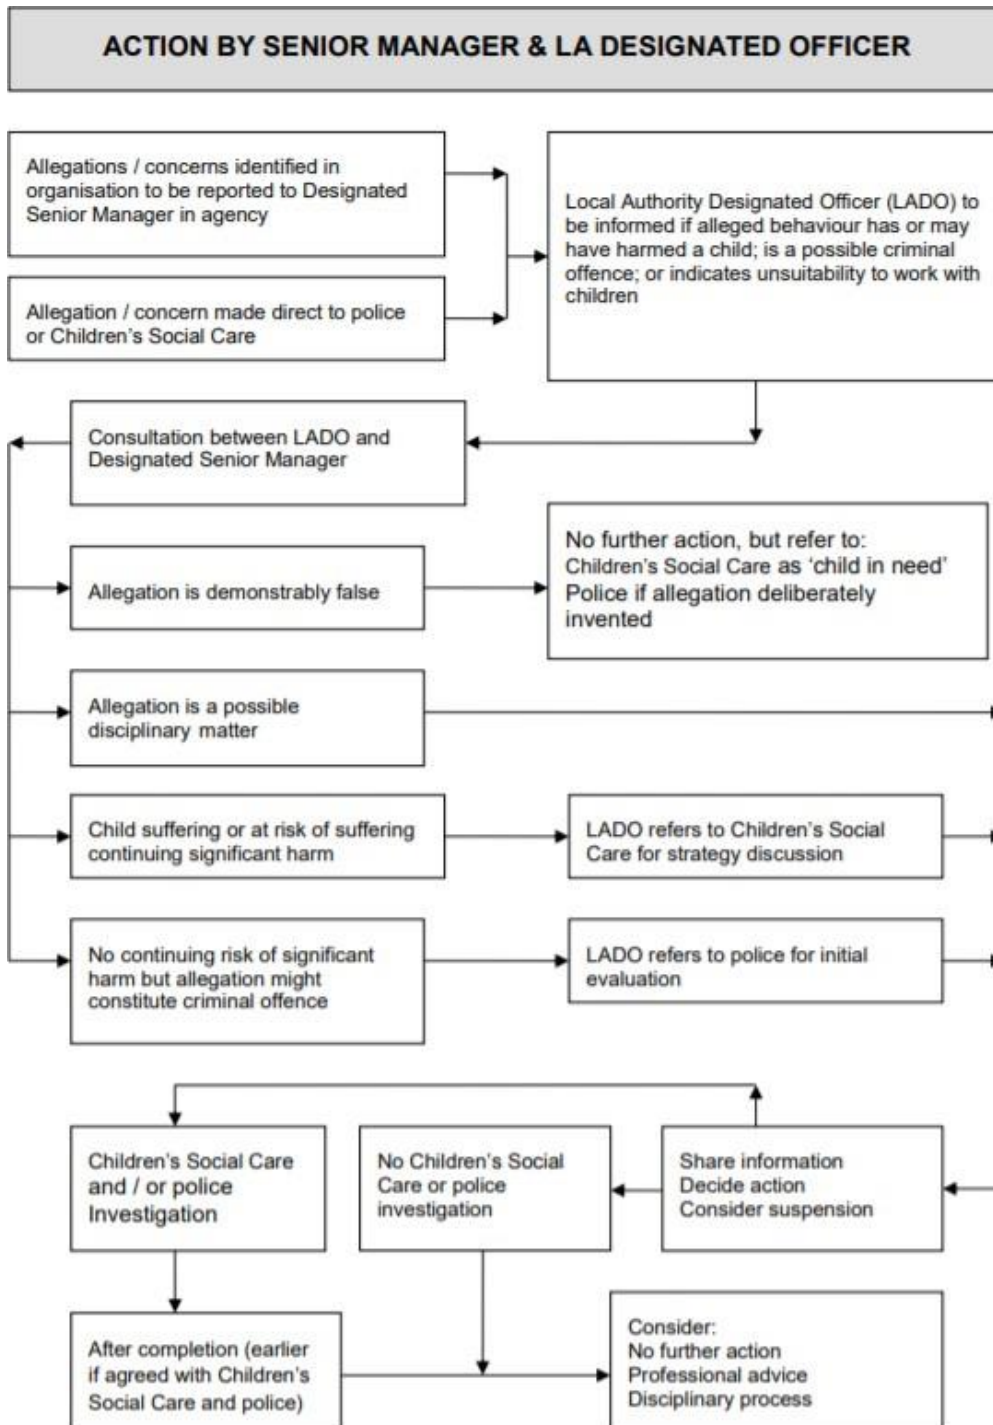 ACTION BY SENIOR MANAGER & LA DESIGNATED OFFICER
Allegations / concerns identified in
organisation to be reported to Designated
Senior Manager in agency
Local Authority Designated Officer (LADO) to
be informed if alleged behaviour has or may
have harmed a child; is a possible criminal
offence; or indicates unsuitability to work with
children
Allegation / concern made direct to police
or Children’s Social Care
Consultation between LADO and
Designated Senior Manager
Allegation is demonstrably false
No further action, but refer to:
Children’s Social Care as ‘child in need’
Police if allegation deliberately
invented
Allegation is a possible
disciplinary matter
Child suffering or at risk of suffering
continuing significant harm
LADO refers to Children’s Social
Care for strategy discussion
No continuing risk of significant
harm but allegation might
constitute criminal offence
LADO refers to police for initial
evaluation
Children’s Social Care
and / or police
Investigation
No Children’s Social
Care or police
investigation
Share information
Decide action
Consider suspension
After completion (earlier
if agreed with Children’s
Social Care and police)
Consider:
No further action
Professional advice
Disciplinary process